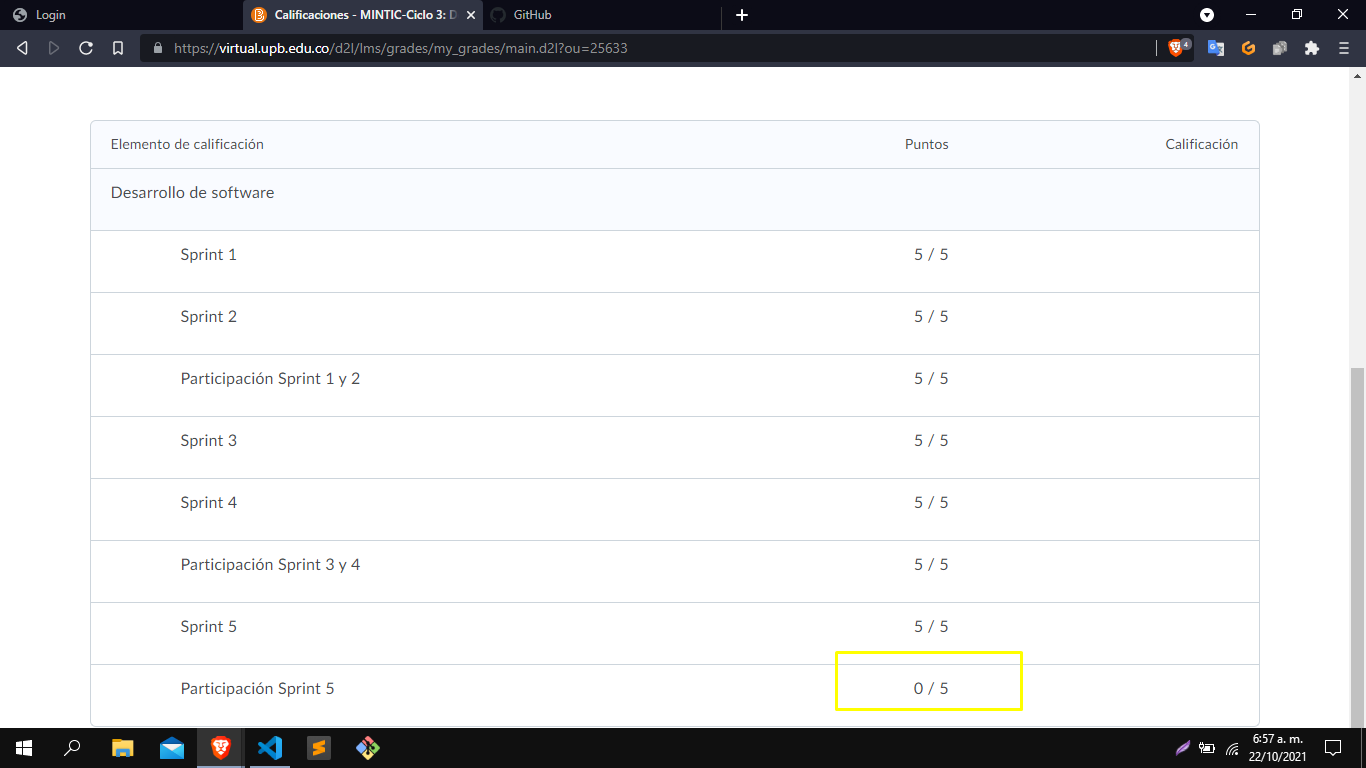 Login
Calificaciones - MINTIC-Ciclo 3: D
GitHub
https://virtual.upb.edu.co/d2l/lms/grades/my_grades/main.d2l?ou=25633
4
Elemento de calificación Puntos Calificación
Desarrollo de software
Sprint 1 5 / 5
Sprint 2 5 / 5
Participación Sprint 1 y 2 5 / 5
Sprint 3 5 / 5
Sprint 4 5 / 5
Participación Sprint 3 y 4 5 / 5
Sprint 5 5 / 5
Participación Sprint 5 0 / 5
6:57 a. m.
22/10/2021